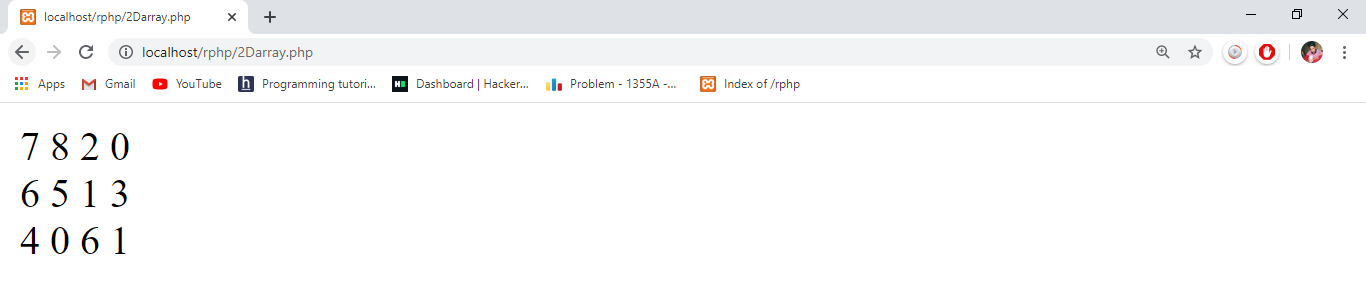 localhost/rphp/2Darray.php
localhost/rphp/2Darray.php
Apps Gmail YouTube Programming tutori... Dashboard | Hacker... Problem - 1355A -... Index of /rphp
7 8 2 0
6 5 1 3
4 0 6 1